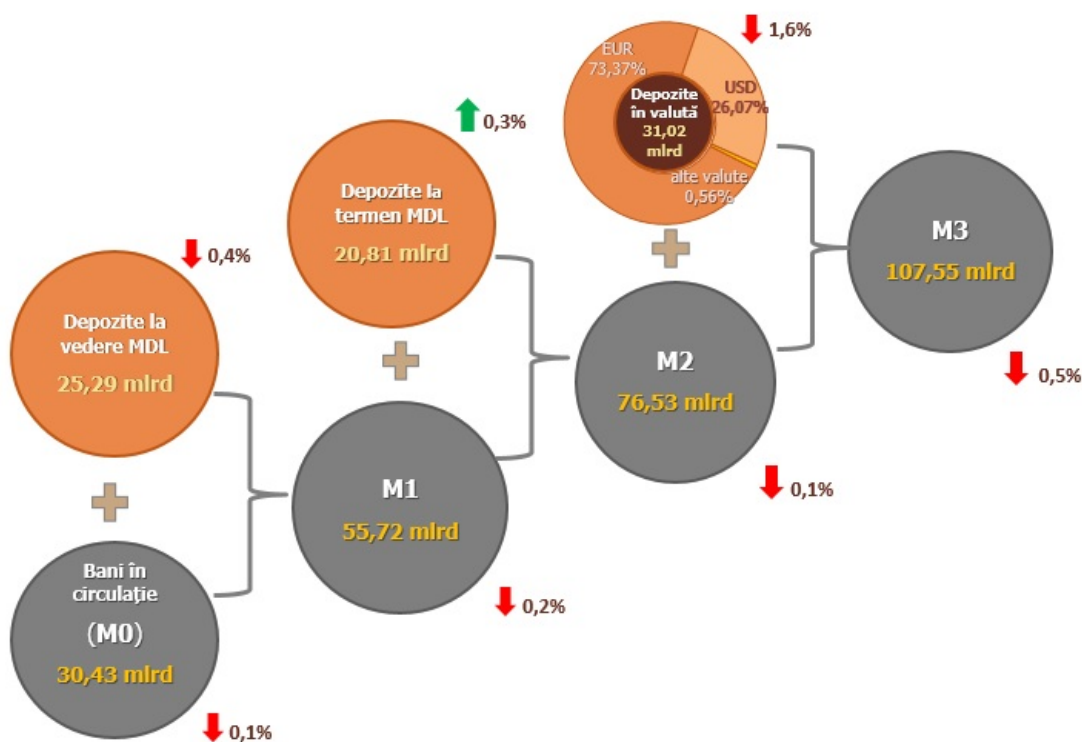 1,6%
EUR
73,37%
USD
26,07%
Depozite
în valută
31,02
mlrd
alte valute
0,56%
0,3%
Depozite la
termen MDL
20,81 mlrd
M3
107,55 mlrd
0,5%
0,4%
Depozite la
vedere MDL
25,29 mlrd
M2
76,53 mlrd
0,1%
M1
55,72 mlrd
0,2%
Bani în
circulație
(M0)
30,43 mlrd
0,1%